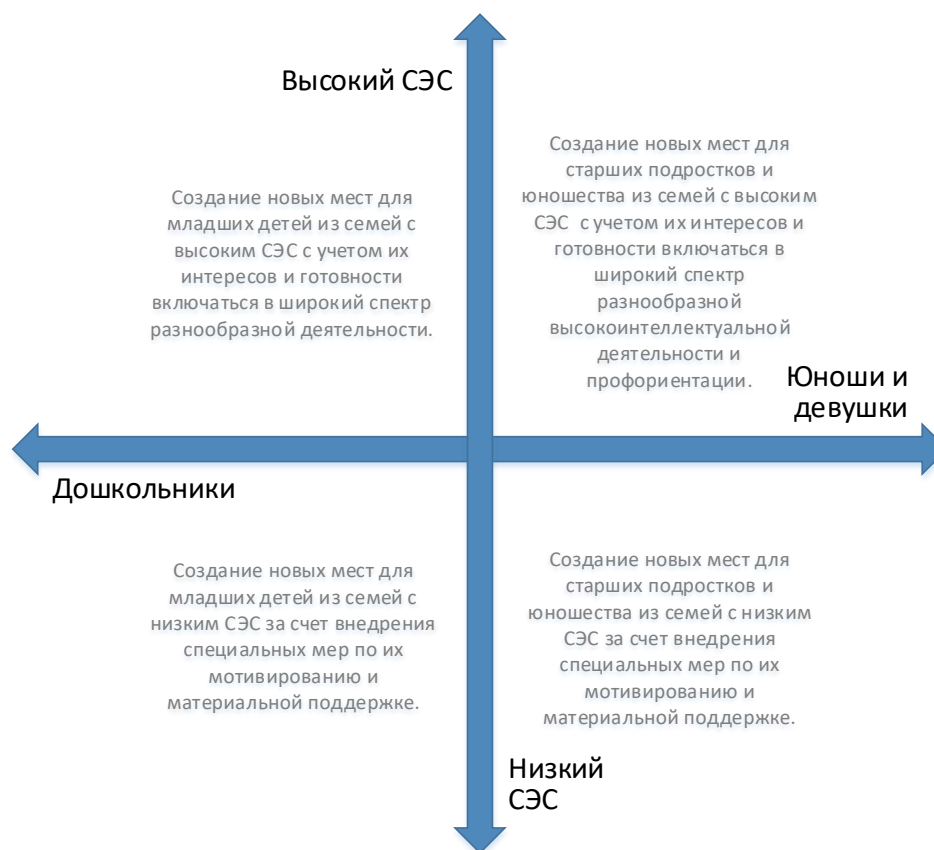 Высокий СЭС
Создание новых мест для
младших детей из семей с
высоким СЭС с учетом их
интересов и готовности
включаться в широкий спектр
разнообразной деятельности.
Создание новых мест для
старших подростков и
юношества из семей с высоким
СЭС с учетом их интересов и
готовности включаться в
широкий спектр
разнообразной
высокоинтеллектуальной
деятельности и
профориентации.
Юноши и
девушки
Дошкольники
Создание новых мест для
младших детей из семей с
низким СЭС за счет внедрения
специальных мер по их
мотивированию и
материальной поддержке.
Создание новых мест для
старших подростков и
юношества из семей с низким
СЭС за счет внедрения
специальных мер по их
мотивированию и
материальной поддержке.
Низкий
СЭС